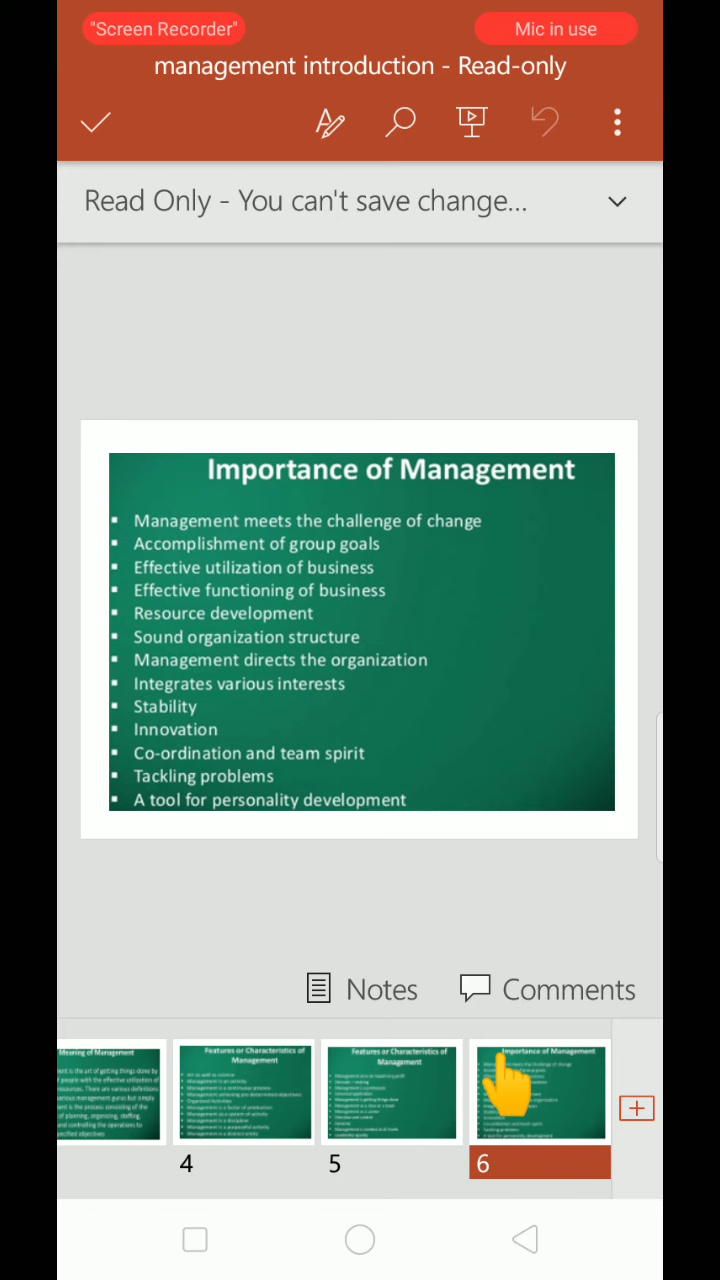 "Screen Recorder"
Mic in use
management introduction - Read-only
Read Only - You can't save change...
Importance of Management
▪ Management meets the challenge of change
▪ Accomplishment of group goals
▪ Effective utilization of business
▪ Effective functioning of business
▪ Resource development
▪ Sound organization structure
▪ Management directs the organization
▪ Integrates various interests
▪ Stability
▪ Innovation
▪ Co-ordination and team spirit
▪ Tackling problems
▪ A tool for personality development
Notes
Comments
Meaning of Management
Features or Characteristics of
Management
Features or Characteristics of
Management
Importance of Management
4
5
6